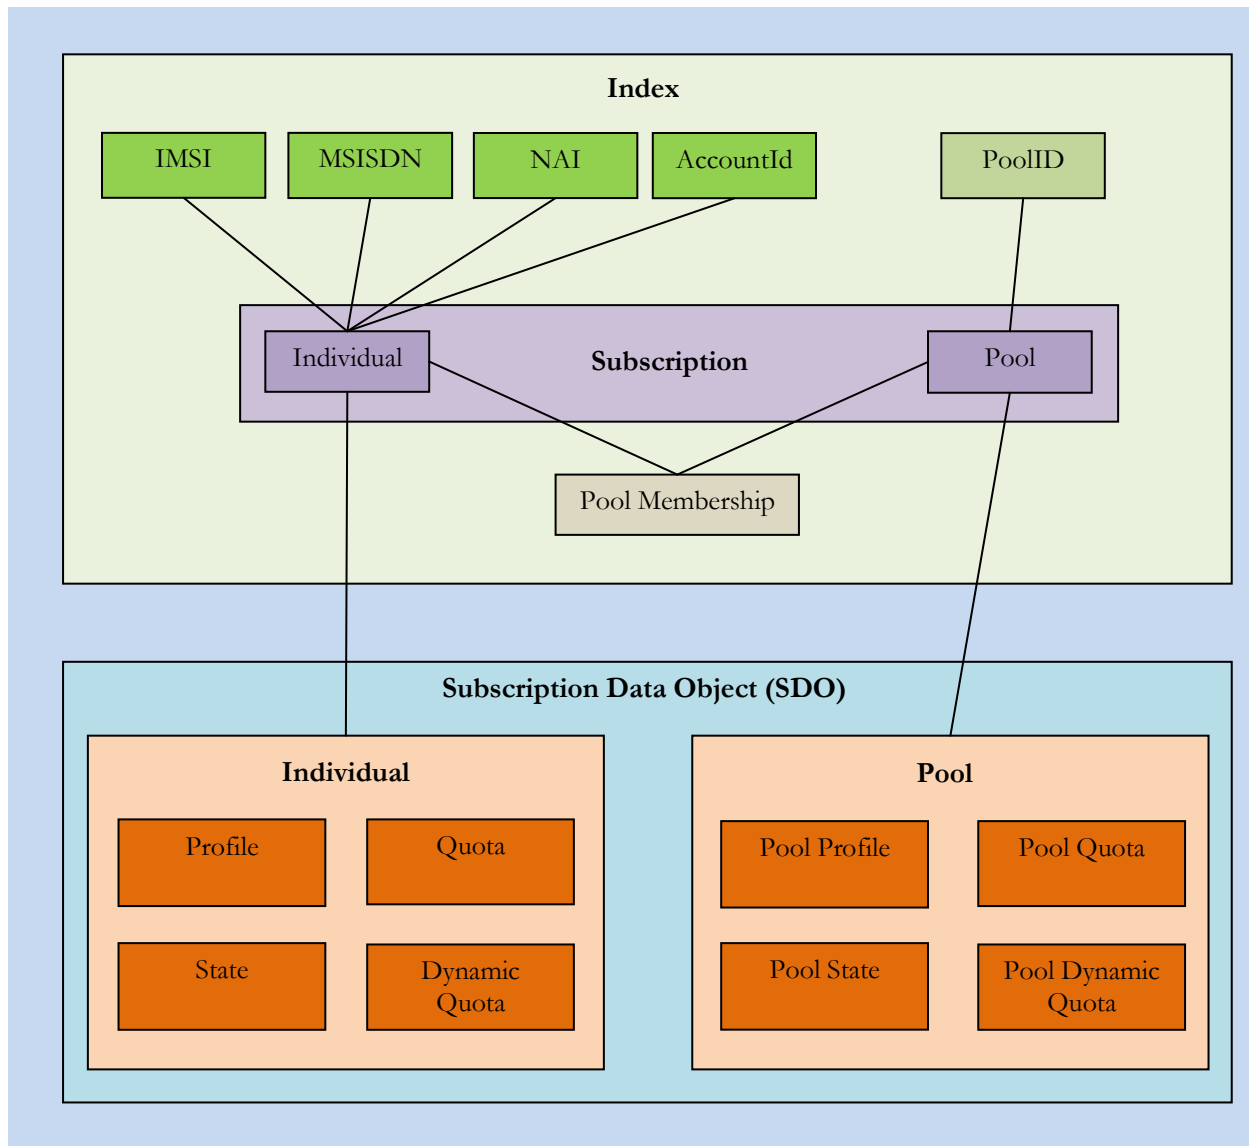 Index
IMSI
MSISDN
NAI
AccountId
PoolID
Individual
Subscription
Pool
Pool Membership
Subscription Data Object (SDO)
Individual
Profile
Quota
State
Dynamic
Quota
Pool
Pool Profile
Pool Quota
Pool State
Pool Dynamic
Quota